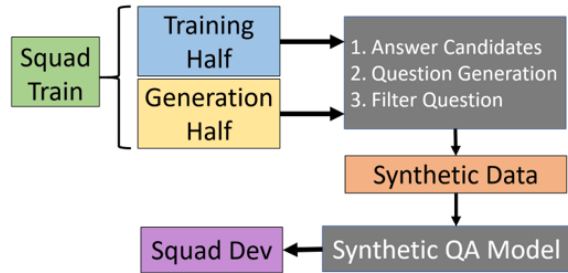 Squad
Train
Training
Half
Generation
Half
1. Answer Candidates
2. Question Generation
3. Filter Question
Synthetic Data
Squad Dev
Synthetic QA Model